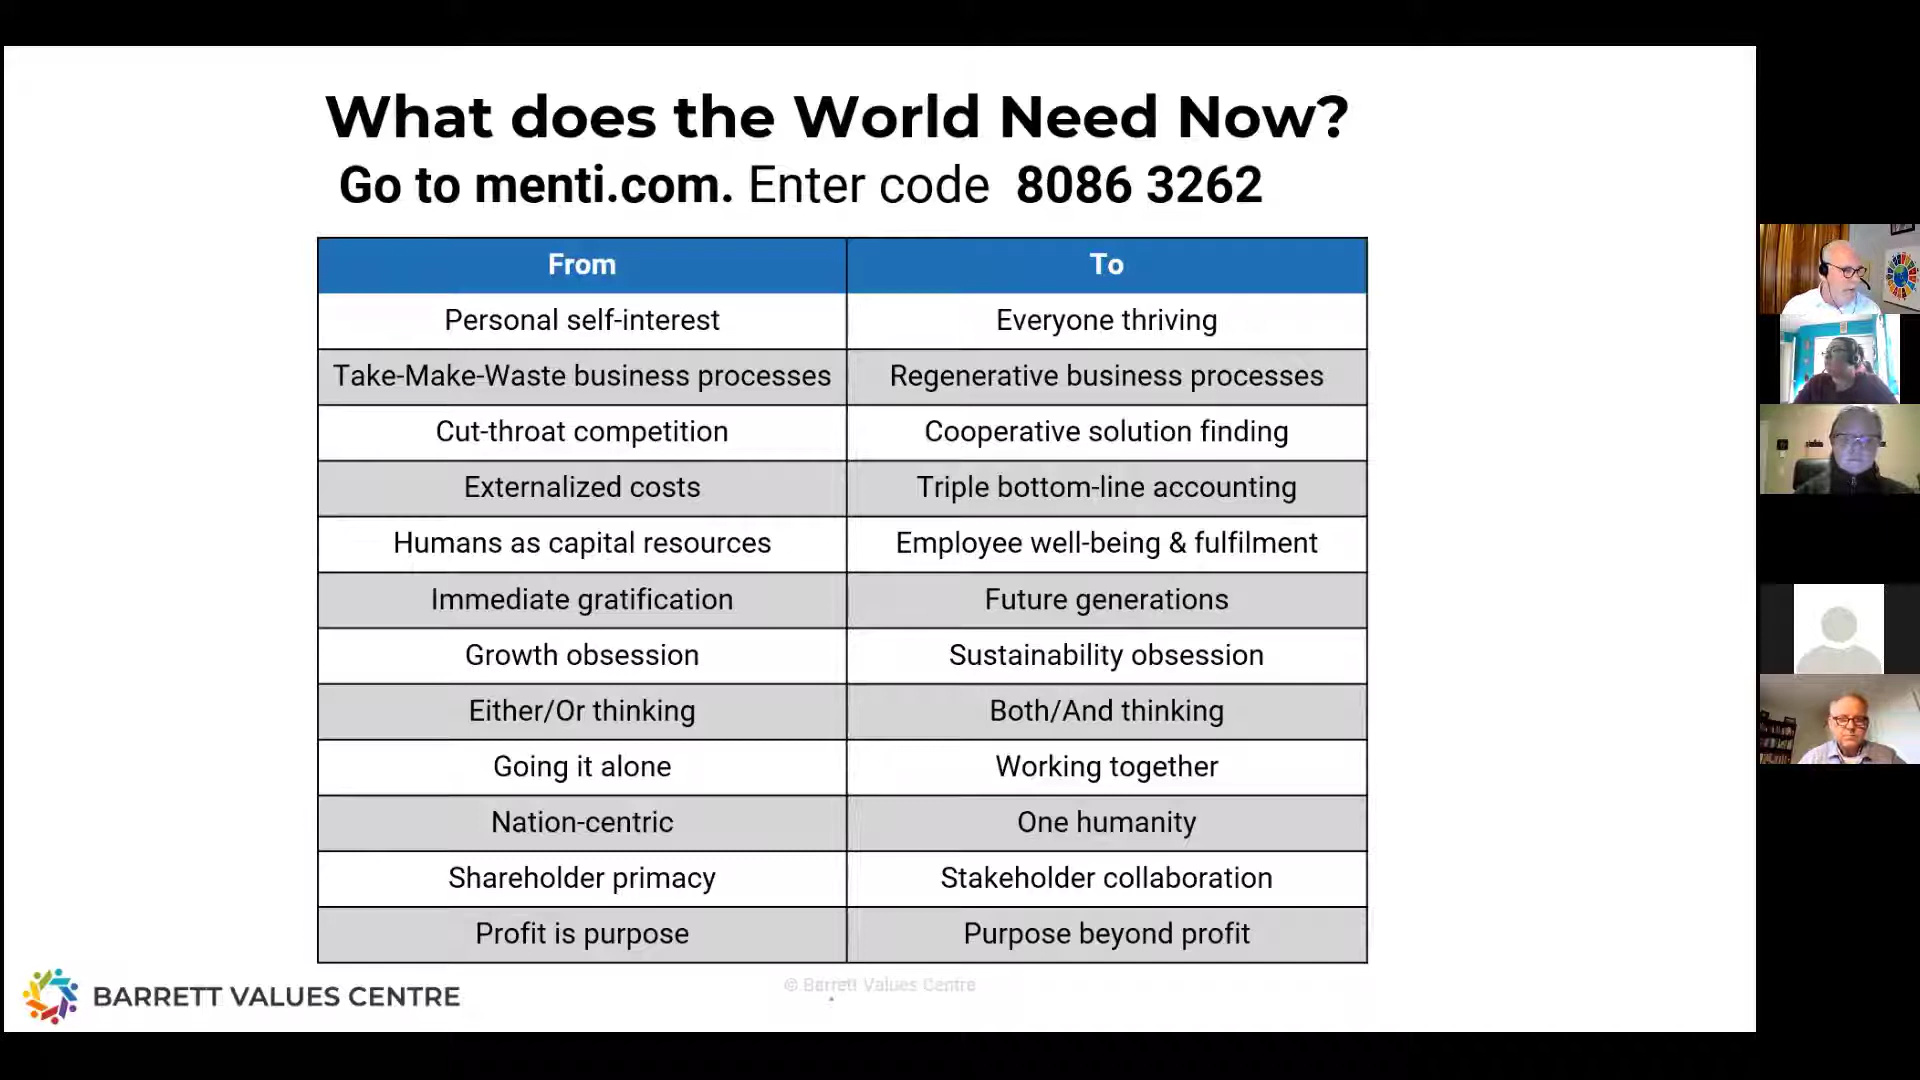 What does the World Need Now?
Go to menti.com. Enter code 8086 3262
From To
Personal self-interest Everyone thriving
Take-Make-Waste business processes Regenerative business processes
Cut-throat competition Cooperative solution finding
Externalized costs Triple bottom-line accounting
Humans as capital resources Employee well-being & fulfilment
Immediate gratification Future generations
Growth obsession Sustainability obsession
Either/Or thinking Both/And thinking
Going it alone Working together
Nation-centric One humanity
Shareholder primacy Stakeholder collaboration
Profit is purpose Purpose beyond profit
© Barrett Values Centre
BARRETT VALUES CENTRE